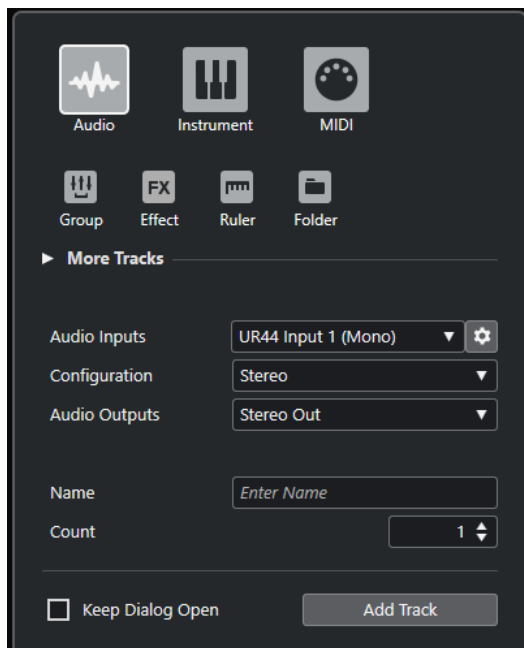 Audio Instrument MIDI
FX
Group Effect Ruler Folder
More Tracks
Audio Inputs UR44 Input 1 (Mono)
Configuration Stereo
Audio Outputs Stereo Out
Name Enter Name
Count 1
Keep Dialog Open Add Track